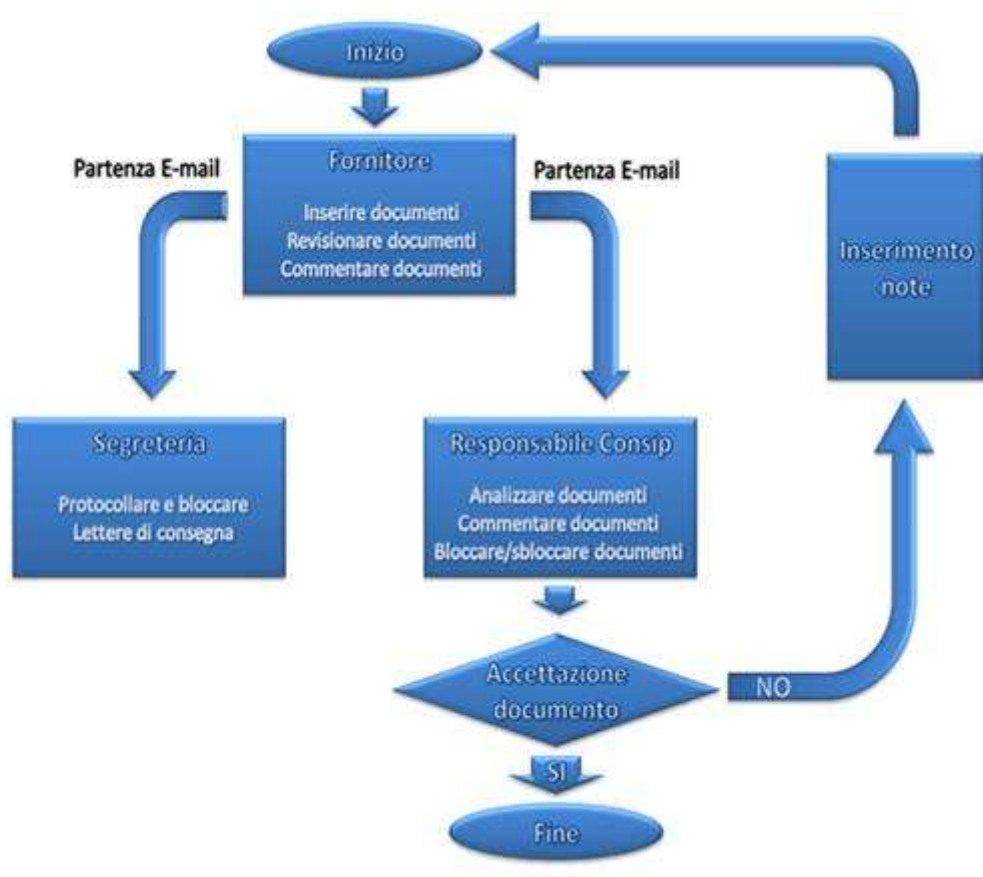 Inizio
Fornitore
Inserire documenti
Revisionare documenti
Commentare documenti
Partenza E-mail
Partenza E-mail
Segreteria
Protocollare e bloccare
Lettere di consegna
Responsabile Consip
Analizzare documenti
Commentare documenti
Bloccare/sbloccare documenti
Accettazione
documento
NO
Inserimento
note
SI
Fine